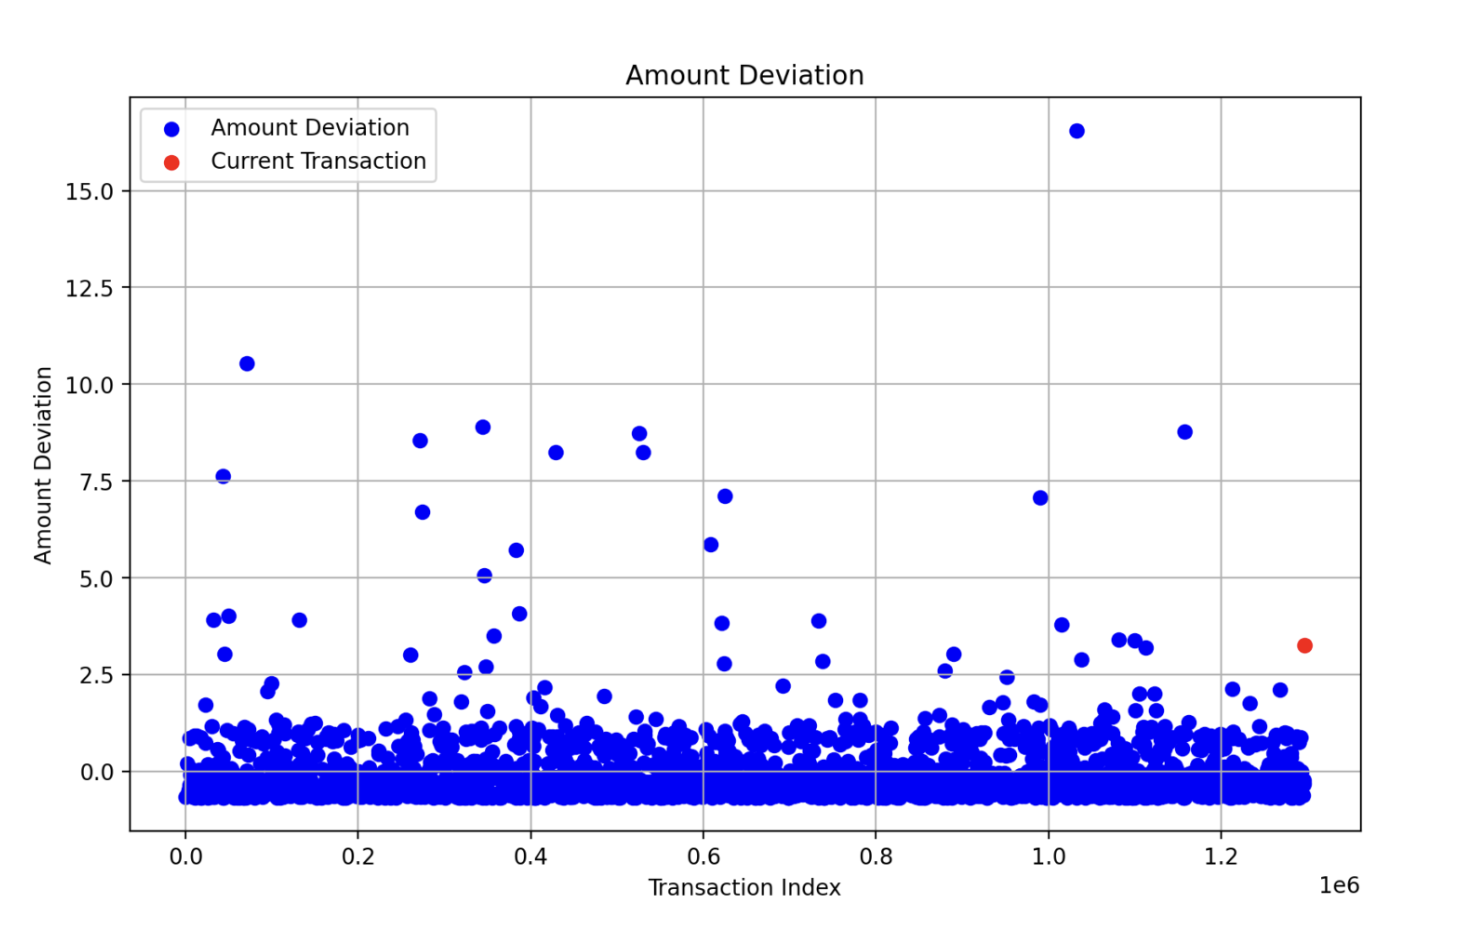 Amount Deviation
Amount Deviation
Current Transaction
15.0
12.5
10.0
7.5
5.0
2.5
0.0
Amount Deviation
0.0 0.2 0.4 0.6 0.8 1.0 1.2
1e6
Transaction Index